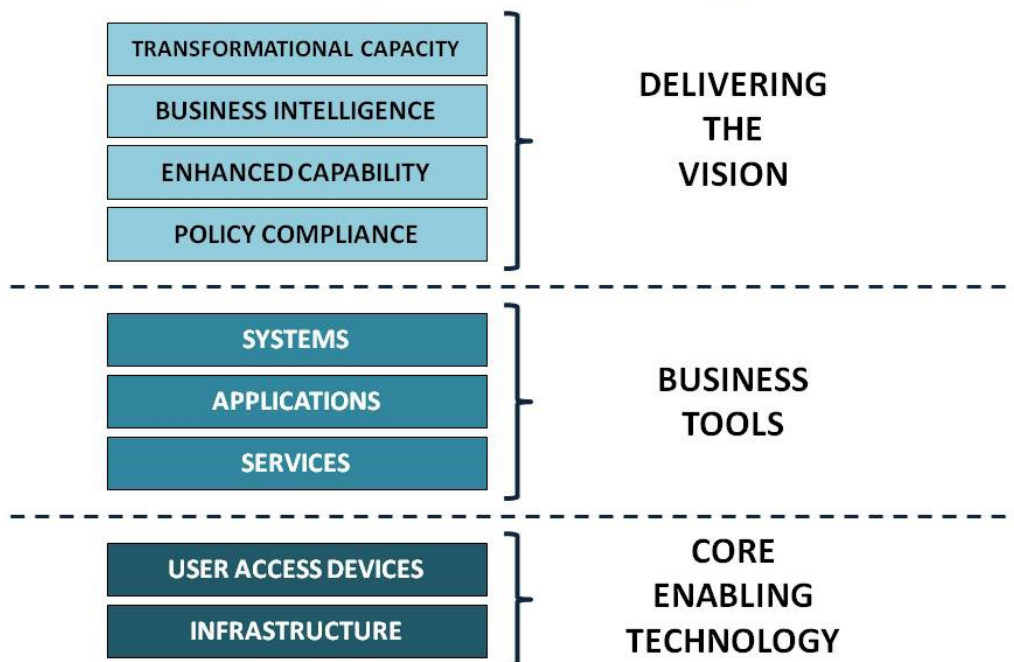 TRANSFORMATIONAL CAPACITY
BUSINESS INTELLIGENCE
ENHANCED CAPABILITY
POLICY COMPLIANCE
DELIVERING
THE
VISION
SYSTEMS
APPLICATIONS
SERVICES
BUSINESS
TOOLS
USER ACCESS DEVICES
INFRASTRUCTURE
CORE
ENABLING
TECHNOLOGY